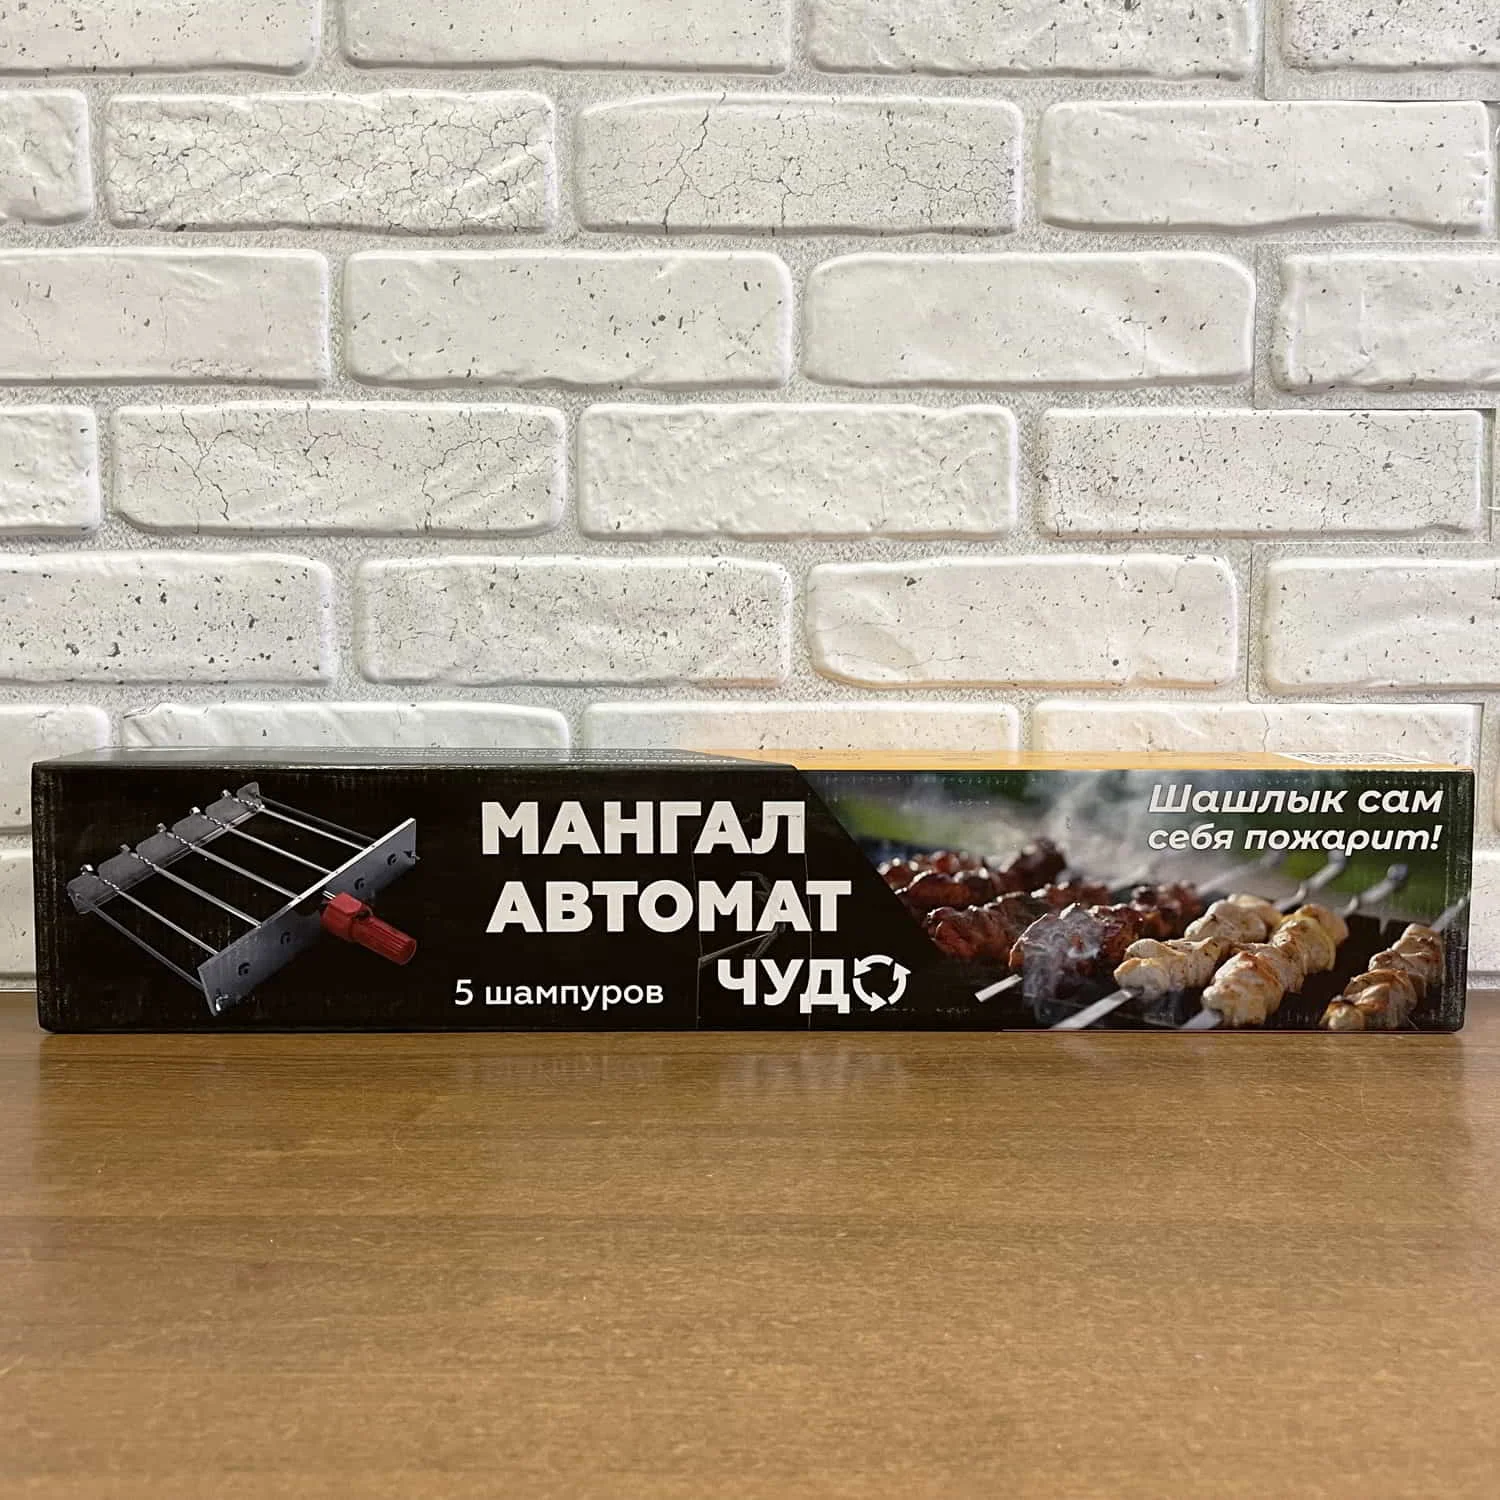 МАНГАЛ
АВТОМАТ
ЧУДО
5 шампуров
Шашлык сам
себя пожарит!